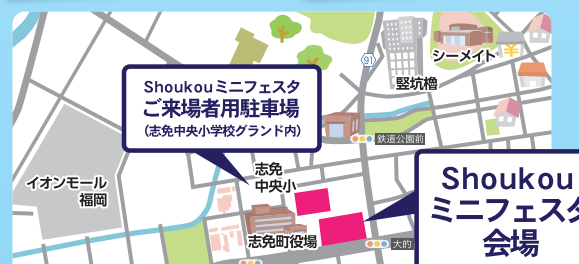 シーメイト
91
竪坑櫓
Shoukouミニフェスタ
ご来場者用駐車場
(志免中央小学校グランド内)
鉄道公園前
志免
中央小
イオンモール
福岡
Shoukou
ミニフェスタ
会場
志免町役場
大的